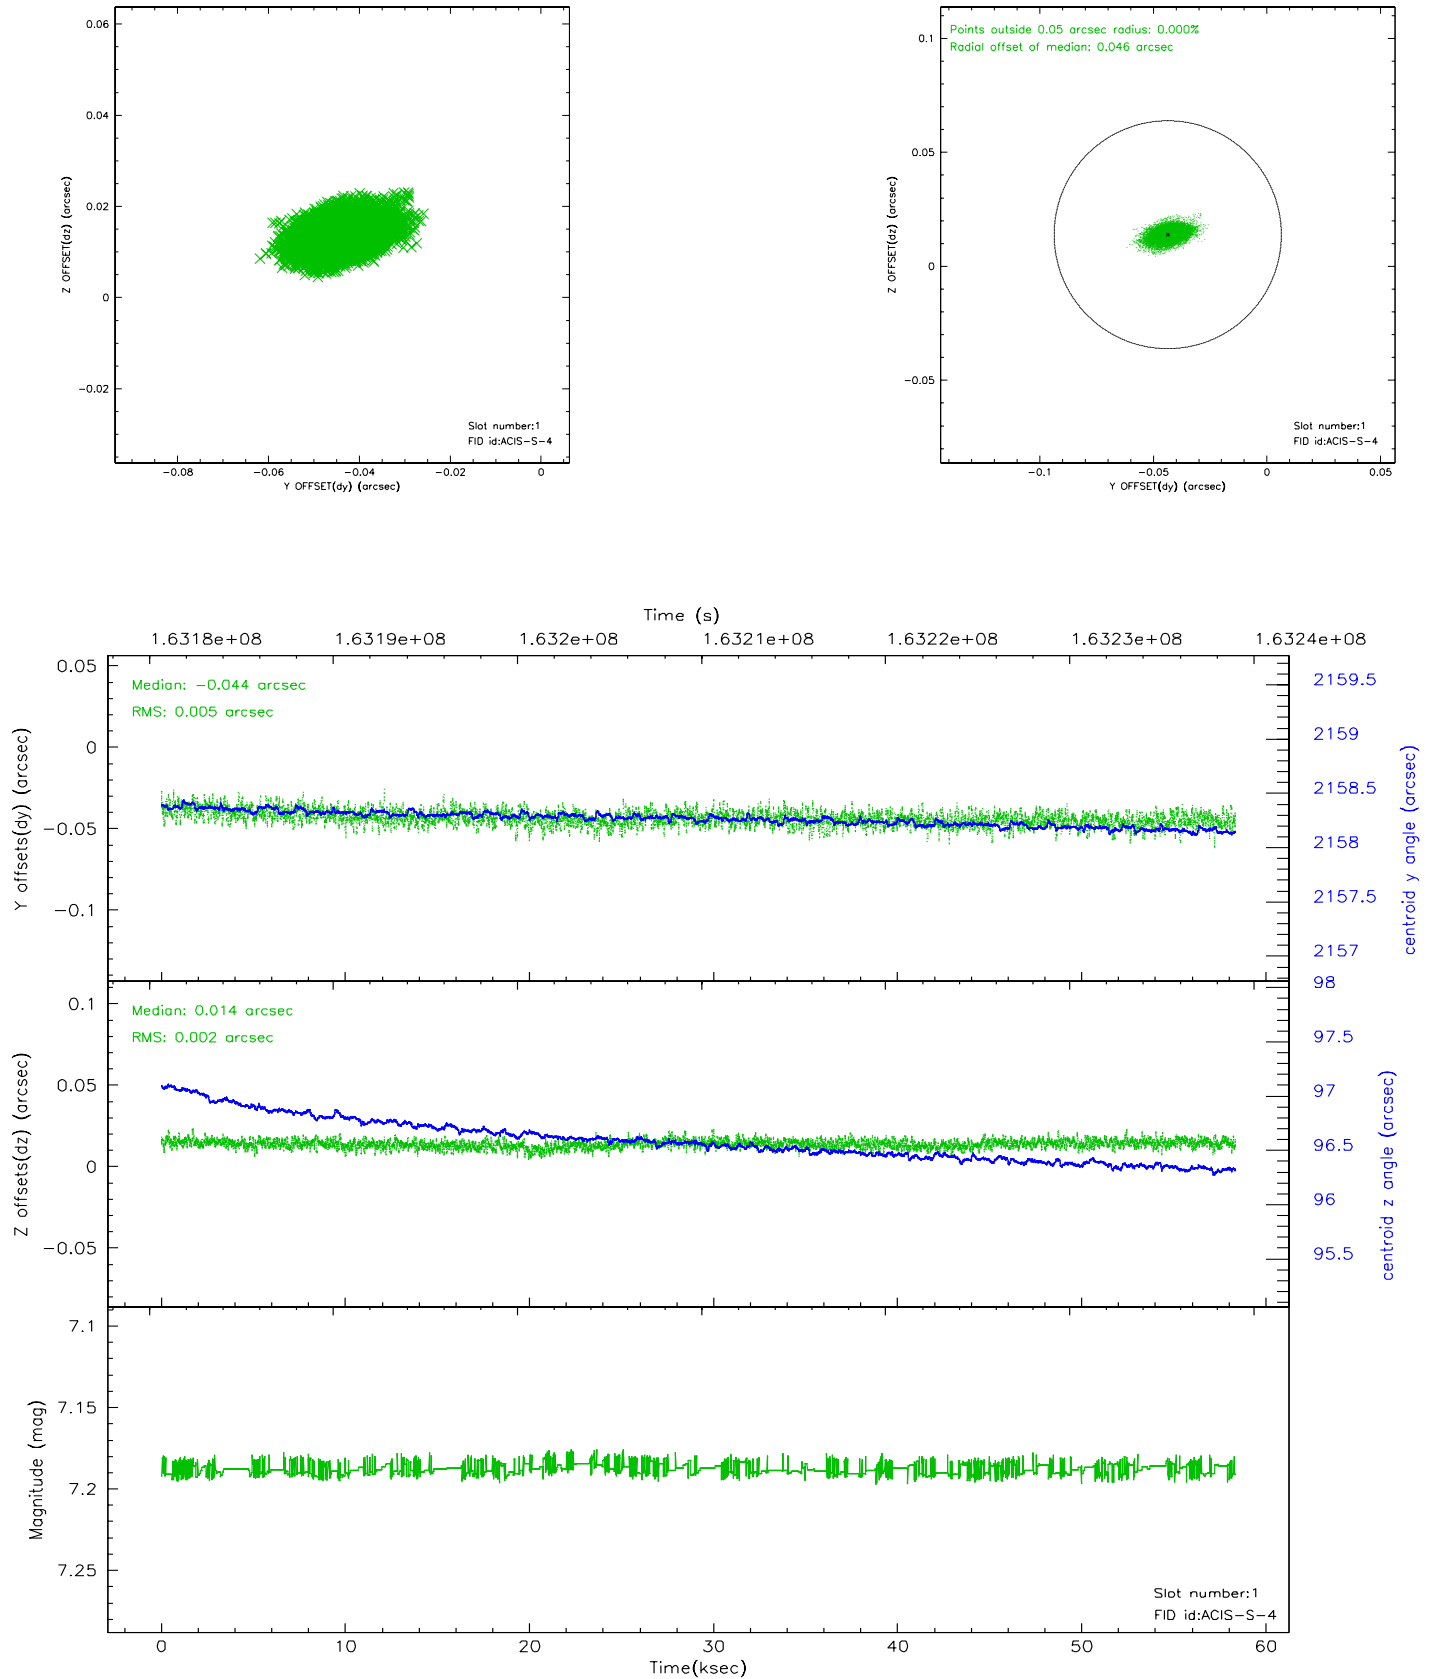 0.06
0.04
0.02
0
-0.02
Z OFFSET(dz) (arcsec)
Slot number:1
FID id:ACIS-S-4
-0.08 -0.06 -0.04 -0.02 0
Y OFFSET(dy) (arcsec)
Points outside 0.05 arcsec radius: 0.000%
Radial offset of median: 0.046 arcsec
0.1
0.05
0
-0.05
Z OFFSET(dz) (arcsec)
Slot number:1
FID id:ACIS-S-4
-0.1 -0.05 0 0.05
Y OFFSET(dy) (arcsec)
Time (s)
1.6318e+08 1.6319e+08 1.632e+08 1.6321e+08 1.6322e+08 1.6323e+08 1.6324e+08
Median: -0.044 arcsec
RMS: 0.005 arcsec
0.05
0
-0.05
-0.1
Y offsets(dy) (arcsec)
2159.5
2159
2158.5
2158
2157.5
2157
centroid y angle (arcsec)
Median: 0.014 arcsec
RMS: 0.002 arcsec
0.1
0.05
0
-0.05
Z offsets(dz) (arcsec)
98
97.5
97
96.5
96
95.5
centroid z angle (arcsec)
7.1
7.15
7.2
7.25
Magnitude (mag)
Slot number:1
FID id:ACIS-S-4
0 10 20 30 40 50 60
Time(ksec)